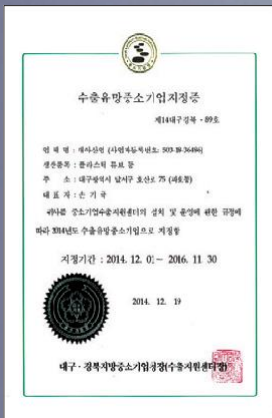 수출유망중소기업지정증
제14대구경북 - 89호
업 체 명 : (사업자등록번호: 503-18-36486)
생산품목 : 플라스틱 튜브 등
주 소 : 대구광역시 달서구 호산로 75 (파호동)
대 표 자 : 손 기 국
귀사를 중소기업수출지원센터의 설치 및 운영에 관한 규정에
따라 2014년도 수출유망중소기업으로 지정함
지정기간 : 2014. 12. 01 ~ 2016. 11. 30
2014. 12. 19
대구 · 경북지방중소기업청장(수출지원센터장)